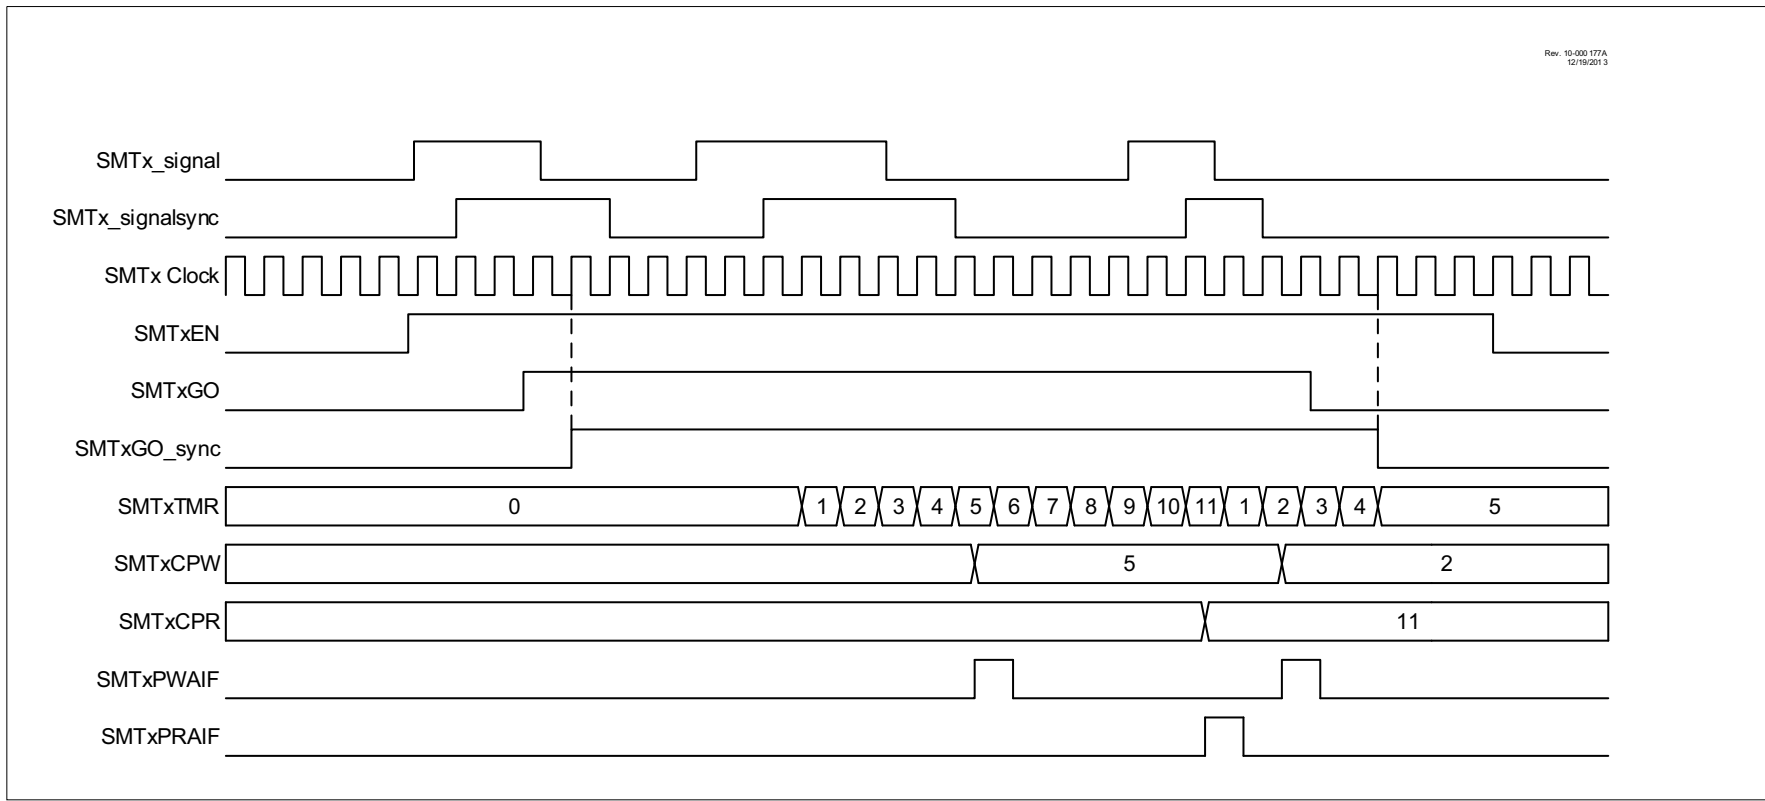 Rev. 10-000 177A
12/19/201 3
SMTx_signal
SMTx_signalsync
SMTx Clock
SMTxEN
SMTxGO
SMTxGO_sync
SMTxTMR 0 1 2 3 4 5 6 7 8 9 10 11 1 2 3 4 5
SMTxCPW 5 2
SMTxCPR 11
SMTxPWAIF
SMTxPRAIF